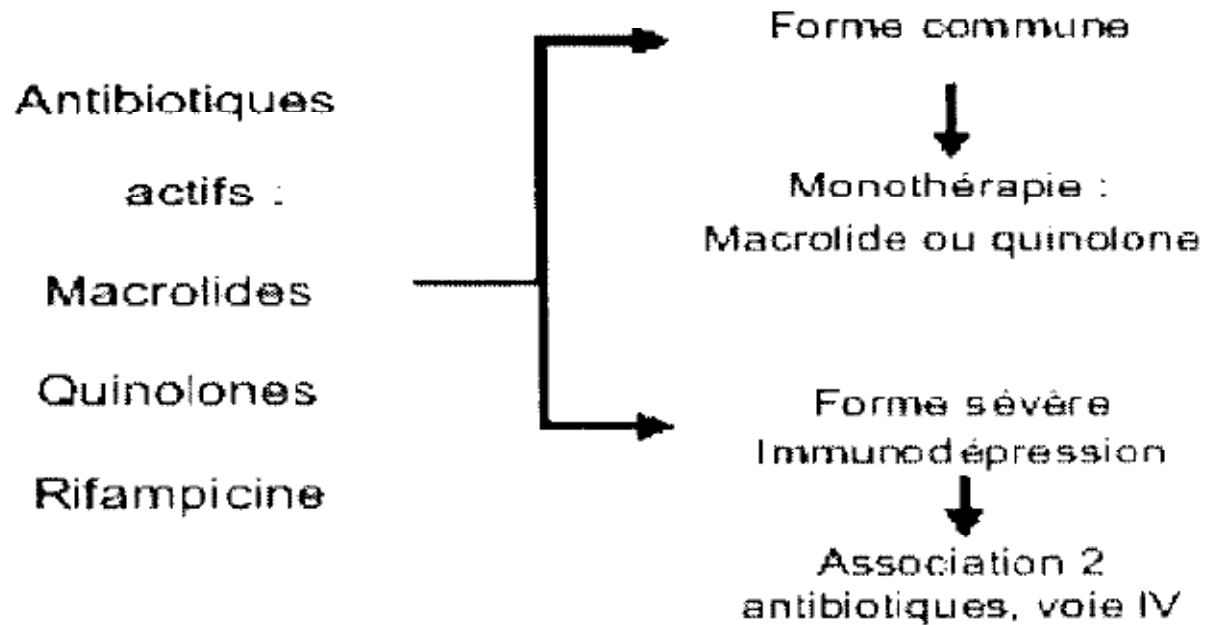 Antibiotiques
actifs :
Macrolides
Quinolones
Rifampicine
Forme commune
Monothérapie :
Macrolide ou quinolone
Forme sévère
Immunodépression
Association 2
antibiotiques, voie IV